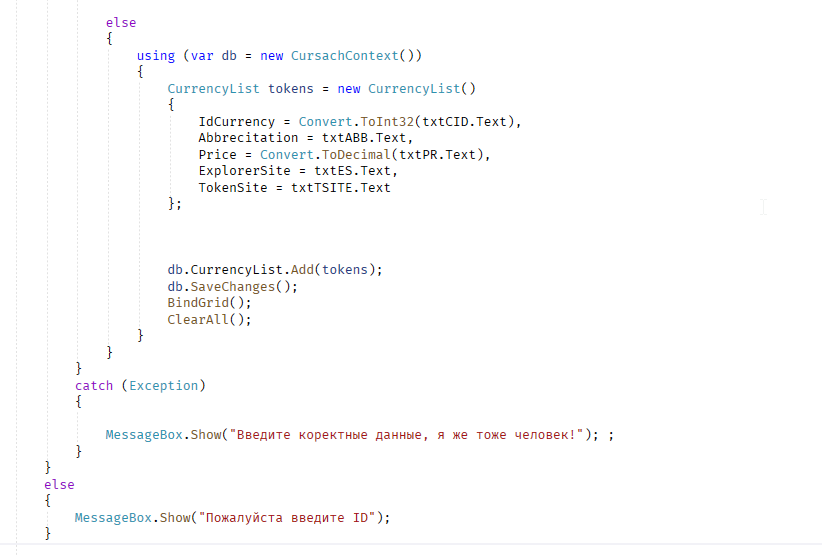 else
{
using (var db = new CursachContext())
{
CurrencyList tokens = new CurrencyList()
{
IdCurrency = Convert.ToInt32(txtCID.Text),
Abbrecitation = txtABB.Text,
Price = Convert.ToDecimal(txtPR.Text),
ExplorerSite = txtES.Text,
TokenSite = txtTSITE.Text
};
db.CurrencyList.Add(tokens);
db.SaveChanges();
BindGrid();
ClearAll();
}
}
}
catch (Exception)
{
MessageBox.Show("Введите коректные данные, я же тоже человек!"); ;
}
}
else
{
MessageBox.Show("Пожалуйста введите ID");
}